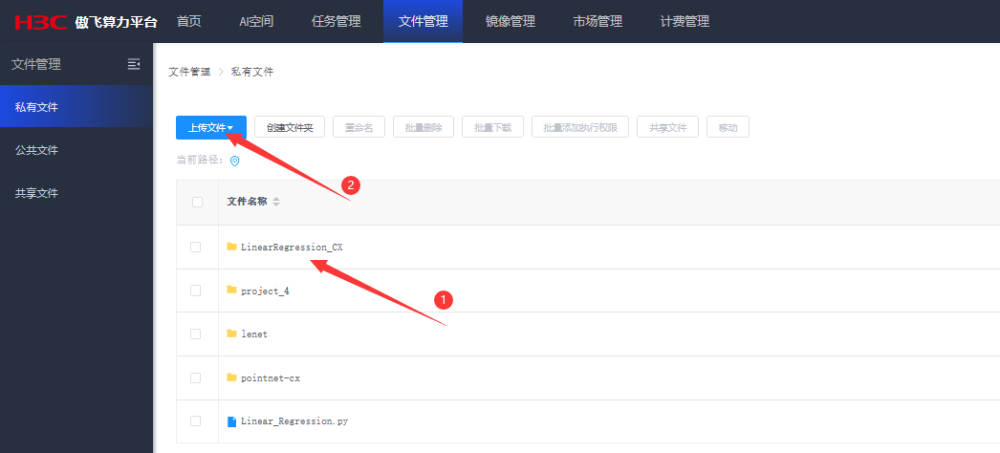 H3C 傲飞算力平台 首页 AI空间 任务管理 文件管理 镜像管理 市场管理 计费管理
文件管理
私有文件
公共文件
共享文件
文件管理 > 私有文件
上传文件 创建文件夹 重命名 批量删除 批量下载 批量添加执行权限 共享文件 移动
当前路径：
2
文件名称
LinearRegression_CX
1
project_4
lenet
pointnet-cx
Linear_Regression.py